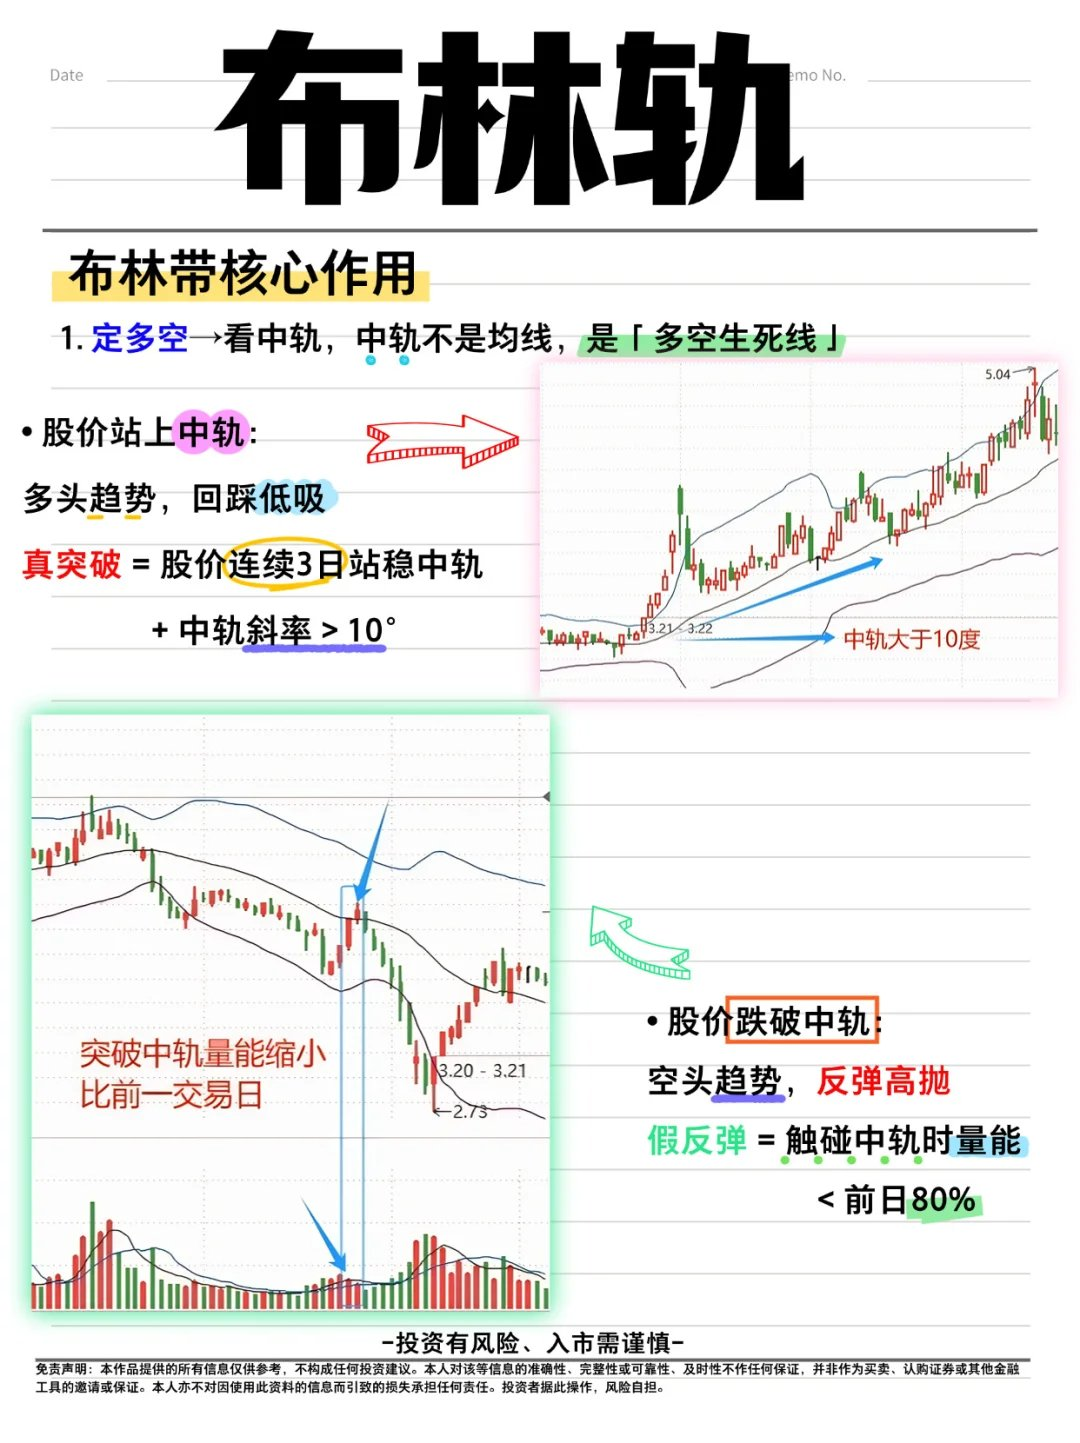 布林轨
Date
emo No.
布林带核心作用
1. 定多空→看中轨，中轨不是均线，是「多空生死线」
• 股价站上中轨：
多头趋势，回踩低吸
真突破 = 股价连续3日站稳中轨
+ 中轨斜率 > 10°
5.04
3.21 - 3.22
中轨大于10度
突破中轨量能缩小
比前一交易日
3.20 - 3.21
←2.73
• 股价跌破中轨：
空头趋势，反弹高抛
假反弹 = 触碰中轨时量能
< 前日80%
-投资有风险、入市需谨慎-
免责声明：本作品提供的所有信息仅供参考，不构成任何投资建议。本人对该等信息的准确性、完整性或可靠性、及时性不作任何保证，并非作为买卖、认购证券或其他金融
工具的邀请或保证。本人亦不对因使用此资料的信息而引致的损失承担任何责任。投资者据此操作，风险自担。